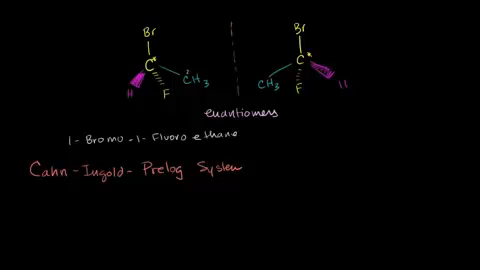 Br
Br
C*
C*
CH3
CH3
H
F
F
H
enantiomers
1-Bromo-1-Fluoroethane
Cahn-Ingold-Prelog System